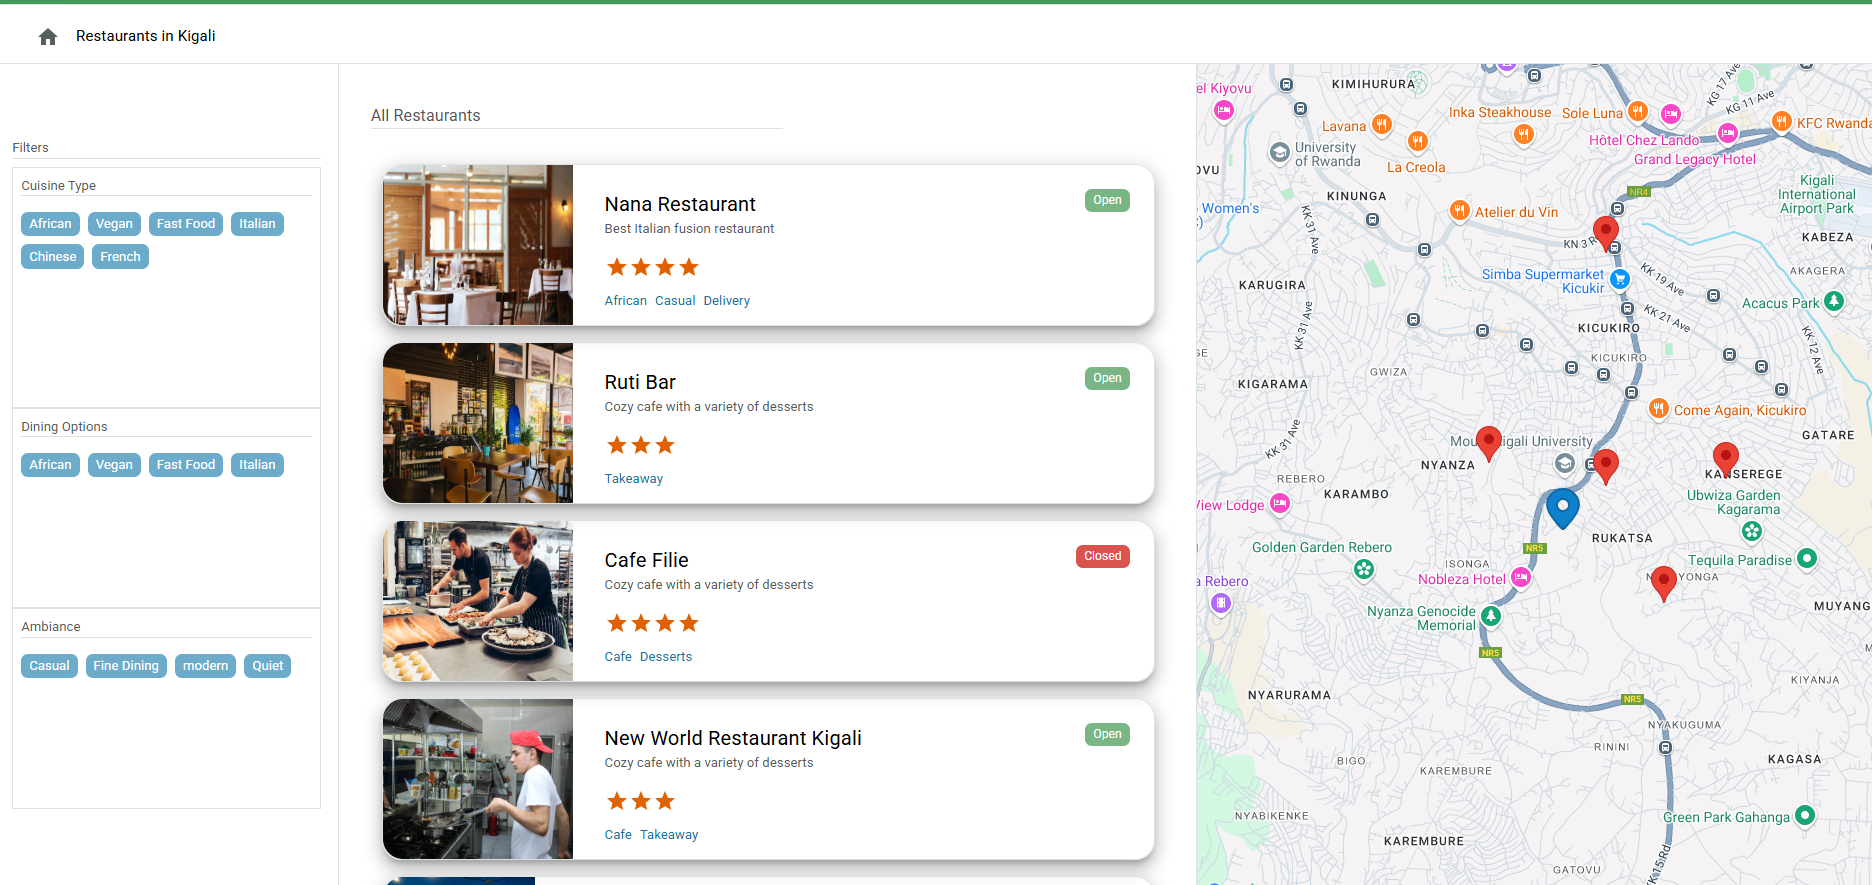 Restaurants in Kigali
Filters
Cuisine Type
African Vegan Fast Food Italian
Chinese French
Dining Options
African Vegan Fast Food Italian
Ambiance
Casual Fine Dining modern Quiet
All Restaurants
Nana Restaurant
Open
Best Italian fusion restaurant
African Casual Delivery
Ruti Bar
Open
Cozy cafe with a variety of desserts
Takeaway
Cafe Filie
Closed
Cozy cafe with a variety of desserts
Cafe Desserts
New World Restaurant Kigali
Open
Cozy cafe with a variety of desserts
Cafe Takeaway
KIMIHURURA
el Kiyovu
KG 17 Ave
KG 11 Ave
Inka Steakhouse
Sole Luna
Lavana
KFC Rwanda
University
of Rwanda
Hôtel Chez Lando
La Creola
Grand Legacy Hotel
OVU
KINUNGA
NR4
Kigali
International
Airport Park
Women's
Atelier du Vin
KK 31 Ave
KN 3 R
KABEZA
Simba Supermarket
Kicukir
KK 19 Ave
AKAGERA
KARUGIRA
Acacus Park
KK 31 Ave
KK 21 Ave
KICUKIRO
KK 12 Ave
GE
KICUKIRO
GWIZA
KIGARAMA
Come Again, Kicukiro
KK 31 Ave
GATARE
Mou Kigali University
NYANZA
KANSEREGE
REBERO
KARAMBO
Ubwiza Garden
Kagarama
View Lodge
RUKATSA
Golden Garden Rebero
NR5
Tequila Paradise
ISONGA
Nobleza Hotel
N YONGA
a Rebero
Nyanza Genocide
Memorial
MUYANG
NR5
KIYANJA
NYARURAMA
NR5
NYAKUGUMA
RININI
BIGO
KAREMBURE
KAGASA
NYABIKENKE
Green Park Gahanga
KAREMBURE
KK 15 Rd
GATOVU